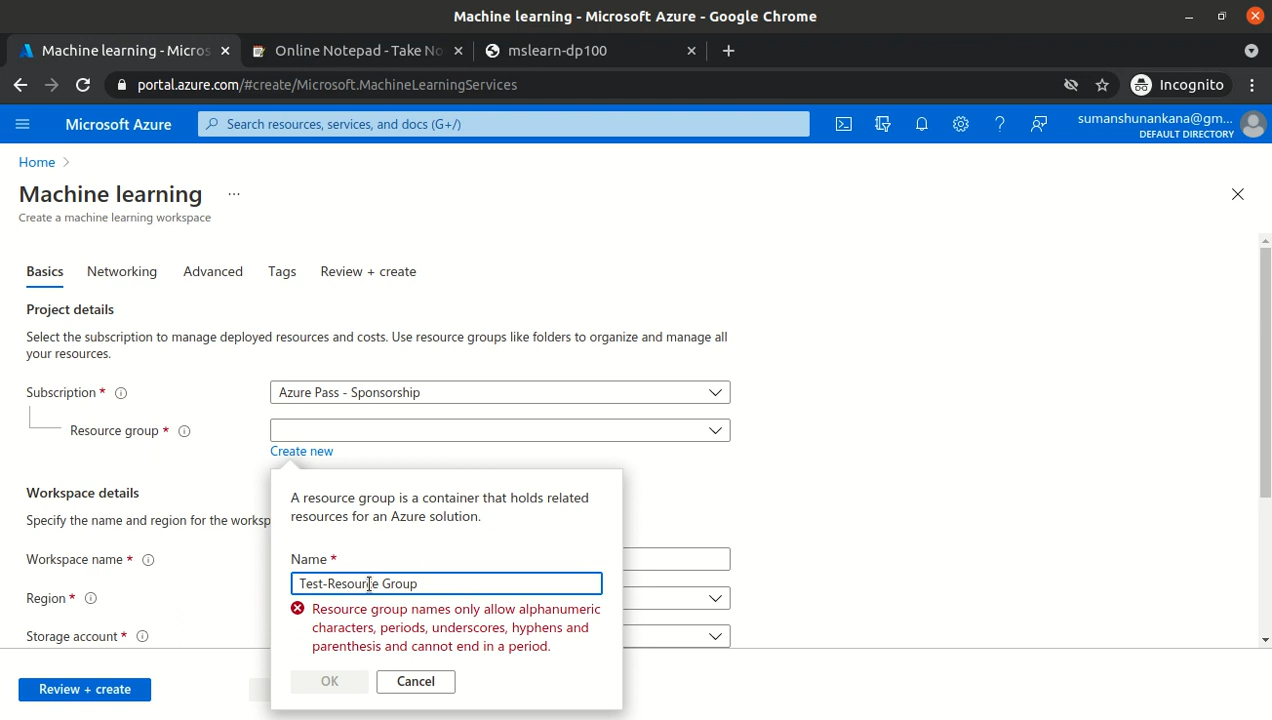 Machine learning - Microsoft Azure - Google Chrome
Machine learning - Micros
Online Notepad - Take No
mslearn-dp100
portal.azure.com/#create/Microsoft.MachineLearningServices
Incognito
Microsoft Azure
Search resources, services, and docs (G+/)
sumanshunankana@gm...
DEFAULT DIRECTORY
Home
Machine learning ...
Create a machine learning workspace
Basics Networking Advanced Tags Review + create
Project details
Select the subscription to manage deployed resources and costs. Use resource groups like folders to organize and manage all
your resources.
Subscription * Azure Pass - Sponsorship
Resource group *
Create new
A resource group is a container that holds related
resources for an Azure solution.
Name *
Test-Resource Group
Resource group names only allow alphanumeric
characters, periods, underscores, hyphens and
parenthesis and cannot end in a period.
OK Cancel
Workspace details
Specify the name and region for the worksp
Workspace name *
Region *
Storage account *
Review + create